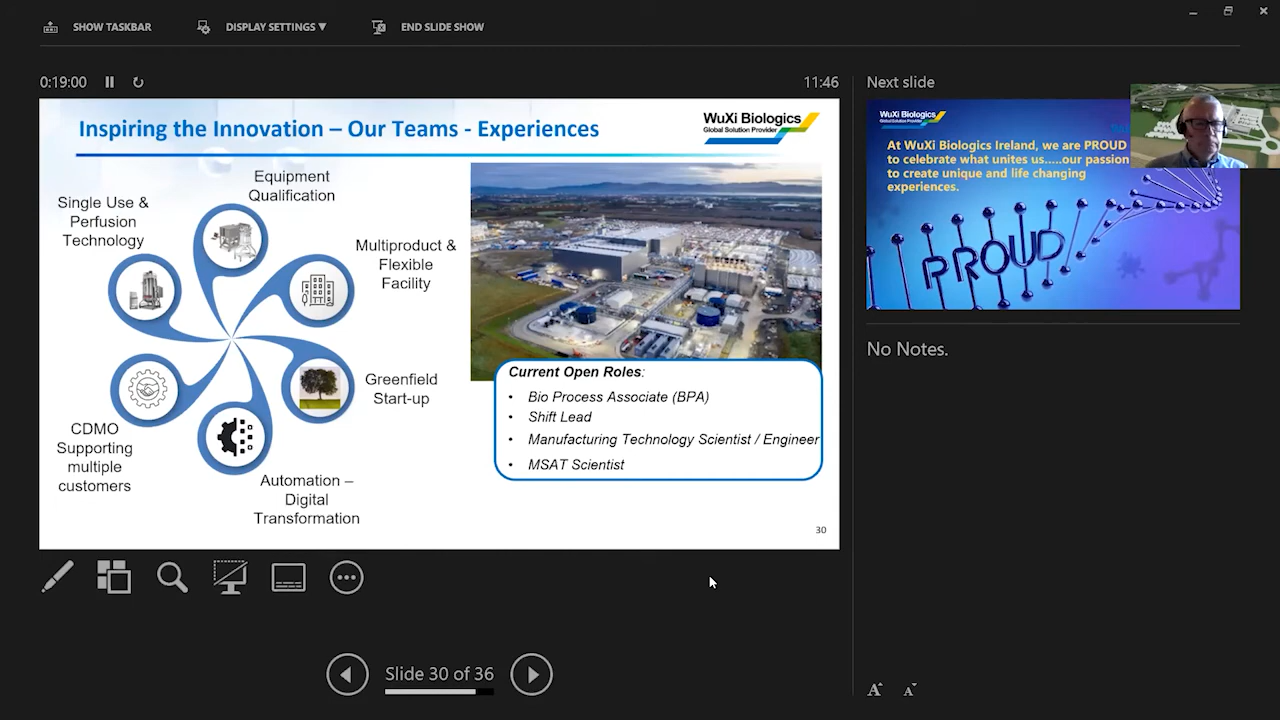 SHOW TASKBAR
DISPLAY SETTINGS ▼
END SLIDE SHOW
0:19:00
11:46
Inspiring the Innovation – Our Teams - Experiences
WuXi Biologics
Global Solution Provider
Equipment
Qualification
Single Use &
Perfusion
Technology
Multiproduct &
Flexible
Facility
Greenfield
Start-up
CDMO
Supporting
multiple
customers
Automation –
Digital
Transformation
Current Open Roles:
• Bio Process Associate (BPA)
• Shift Lead
• Manufacturing Technology Scientist / Engineer
• MSAT Scientist
30
Slide 30 of 36
Next slide
WuXi Biologics
Global Solution Provider
At WuXi Biologics Ireland, we are PROUD
to celebrate what unites us.....our passion
to create unique and life changing
experiences.
PROUD
No Notes.
A A